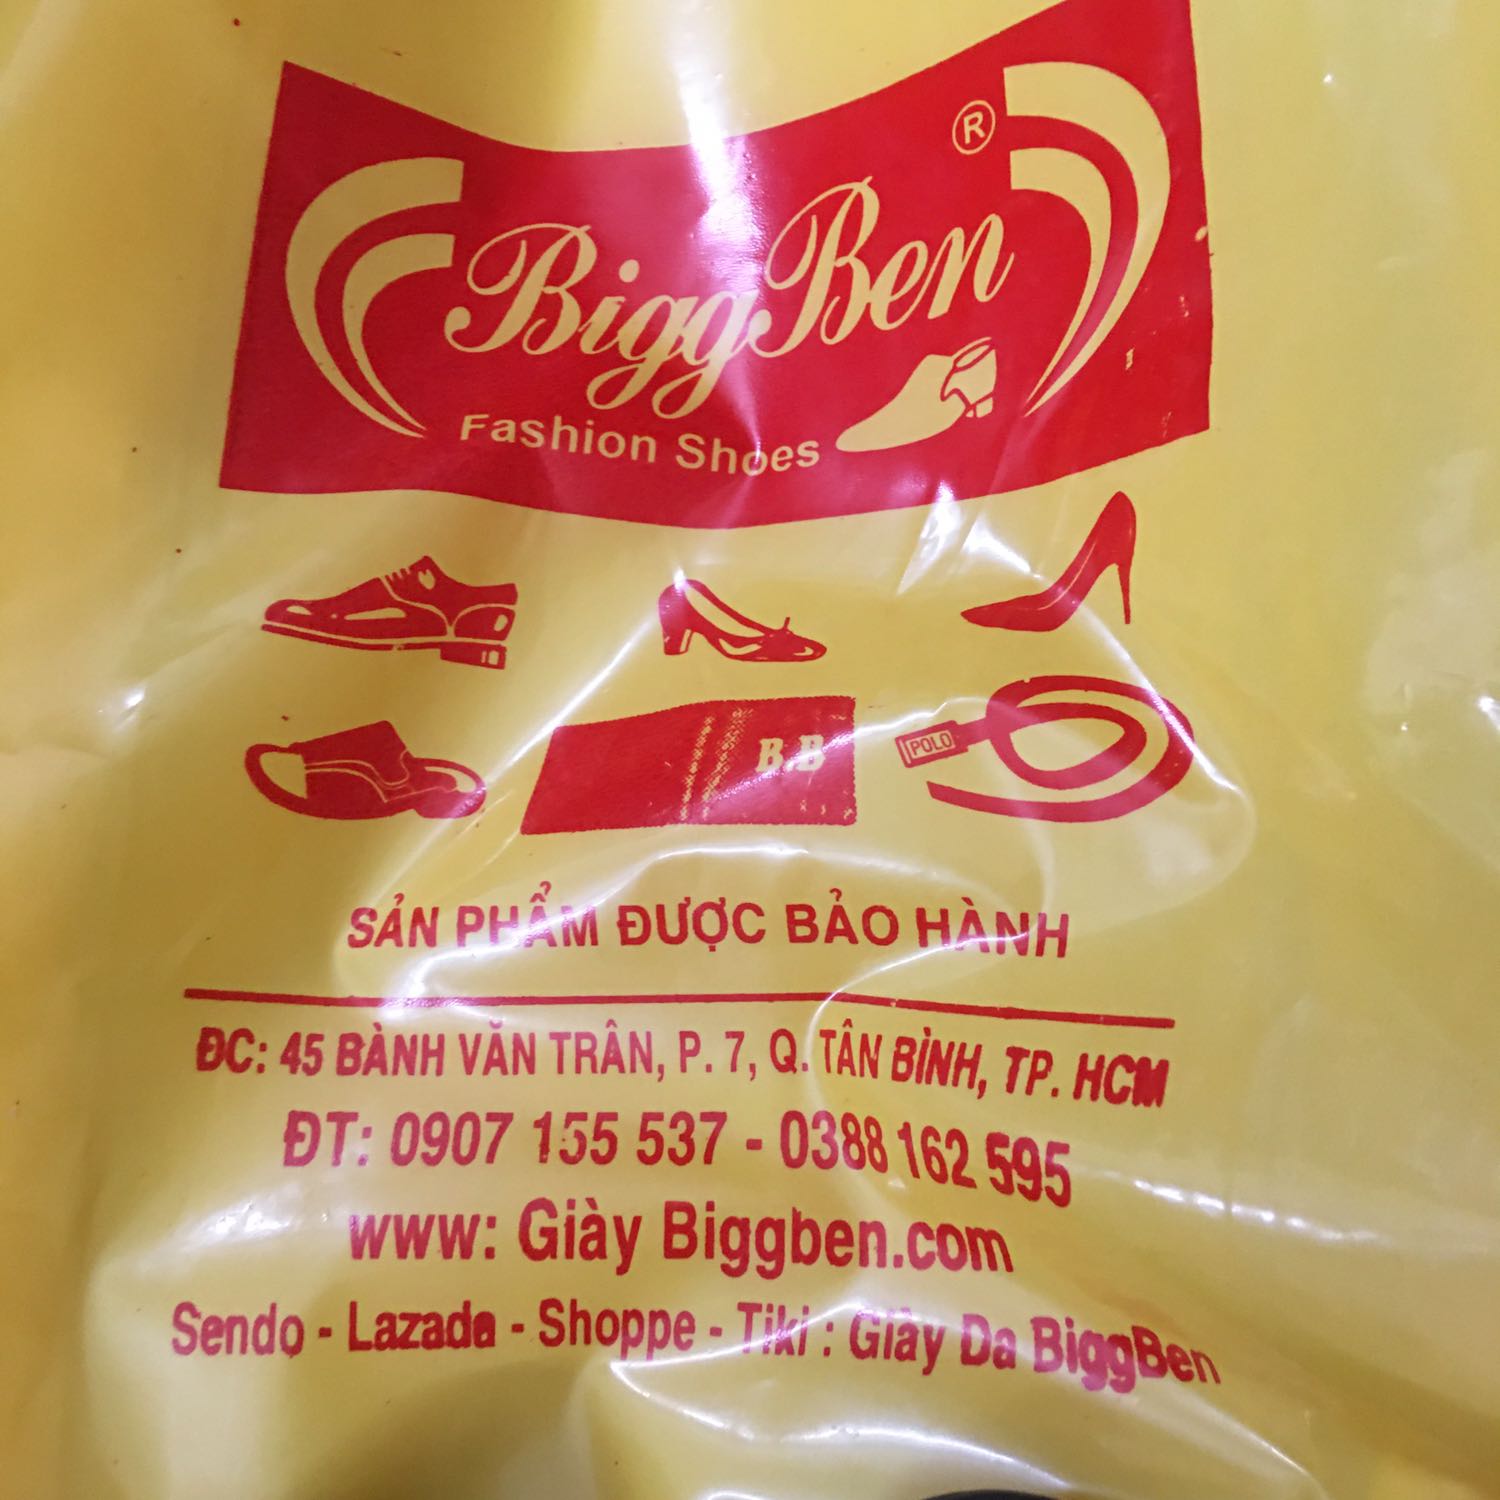 ®
BiggBen
Fashion Shoes
B.B
POLO
SẢN PHẨM ĐƯỢC BẢO HÀNH
ĐC: 45 BÀNH VĂN TRÂN, P. 7, Q. TÂN BÌNH, TP. HCM
ĐT: 0907 155 537 - 0388 162 595
www: Giày Biggben.com
Sendo - Lazada - Shoppe - Tiki : Giày Da BiggBen